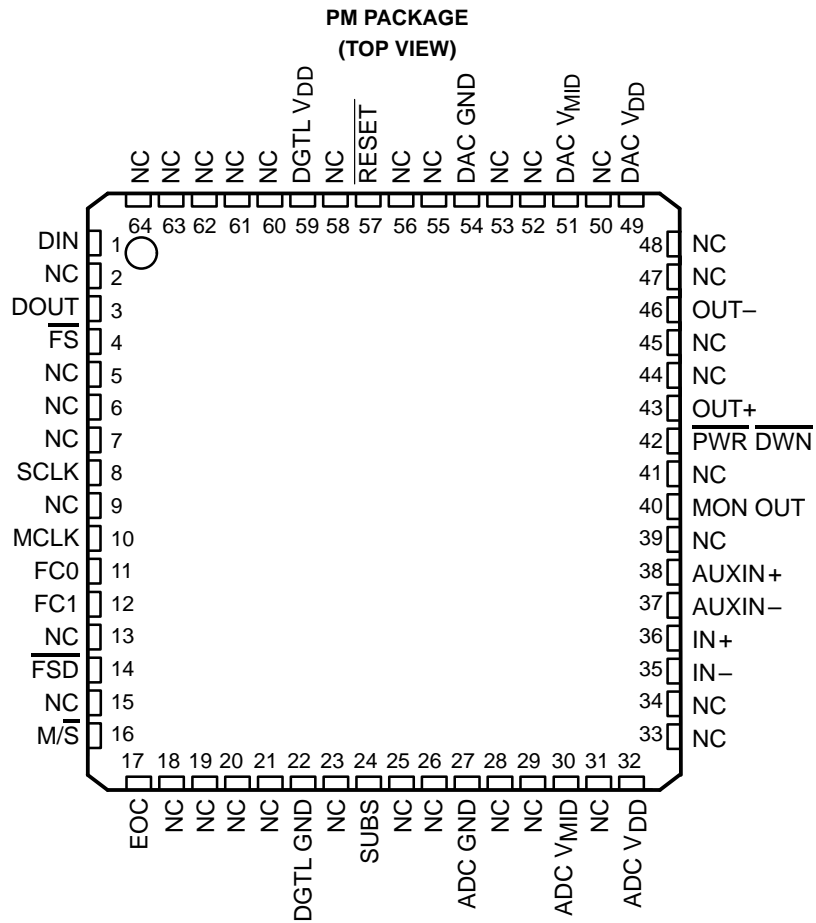 PM PACKAGE
(TOP VIEW)
NC
NC
NC
NC
NC
DGTL VDD
NC
RESET
NC
NC
DAC GND
NC
NC
DAC VMID
NC
DAC VDD
64 63 62 61 60 59 58 57 56 55 54 53 52 51 50 49
DIN 1
NC 2
DOUT 3
FS 4
NC 5
NC 6
NC 7
SCLK 8
NC 9
MCLK 10
FC0 11
FC1 12
NC 13
FSD 14
NC 15
M/S 16
48 NC
47 NC
46 OUT–
45 NC
44 NC
43 OUT+
42 PWR DWN
41 NC
40 MON OUT
39 NC
38 AUXIN+
37 AUXIN–
36 IN+
35 IN–
34 NC
33 NC
17 18 19 20 21 22 23 24 25 26 27 28 29 30 31 32
EOC
NC
NC
NC
NC
DGTL GND
NC
SUBS
NC
NC
ADC GND
NC
NC
ADC VMID
NC
ADC VDD